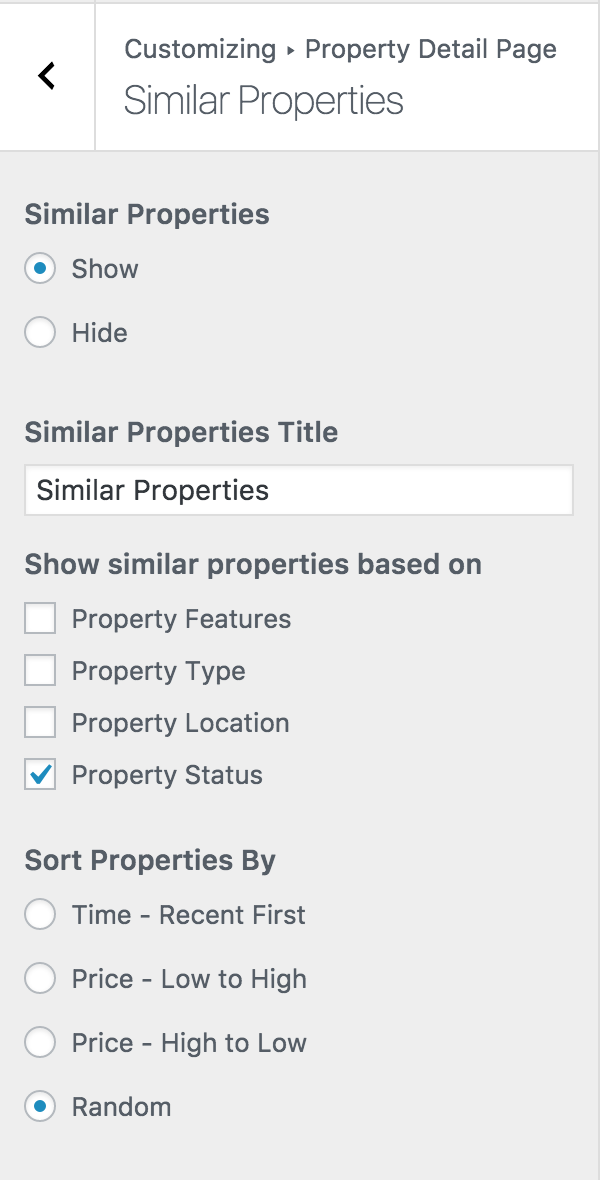 Customizing ▸ Property Detail Page
Similar Properties
Similar Properties
Show
Hide
Similar Properties Title
Similar Properties
Show similar properties based on
Property Features
Property Type
Property Location
Property Status
Sort Properties By
Time - Recent First
Price - Low to High
Price - High to Low
Random